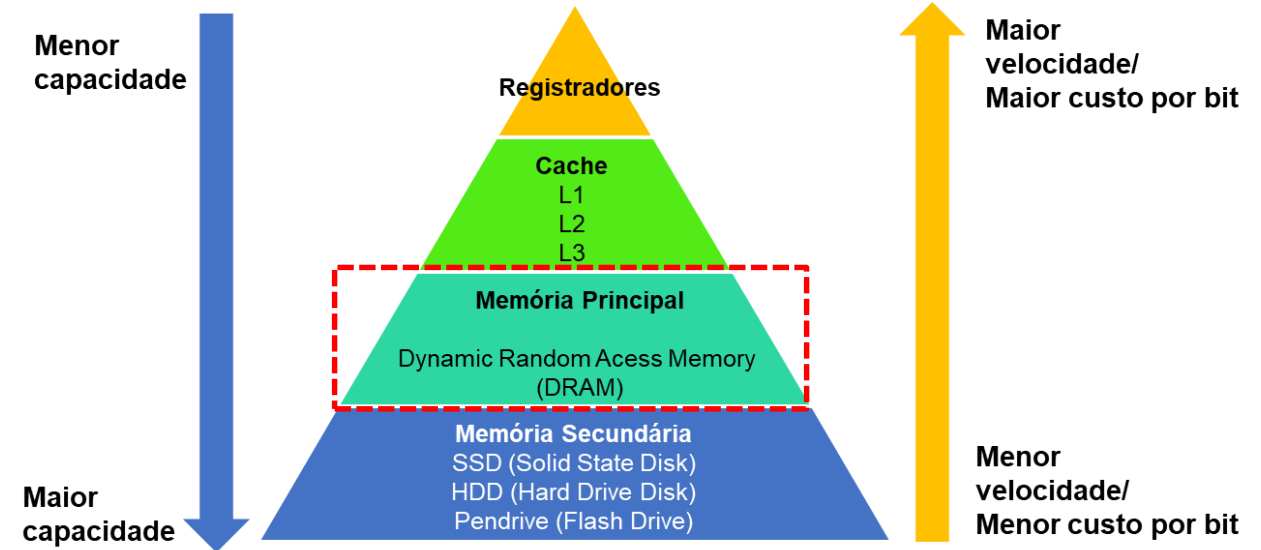 Menor
capacidade
Maior
capacidade
Registradores
Cache
L1
L2
L3
Memória Principal
Dynamic Random Acess Memory
(DRAM)
Memória Secundária
SSD (Solid State Disk)
HDD (Hard Drive Disk)
Pendrive (Flash Drive)
Maior
velocidade/
Maior custo por bit
Menor
velocidade/
Menor custo por bit